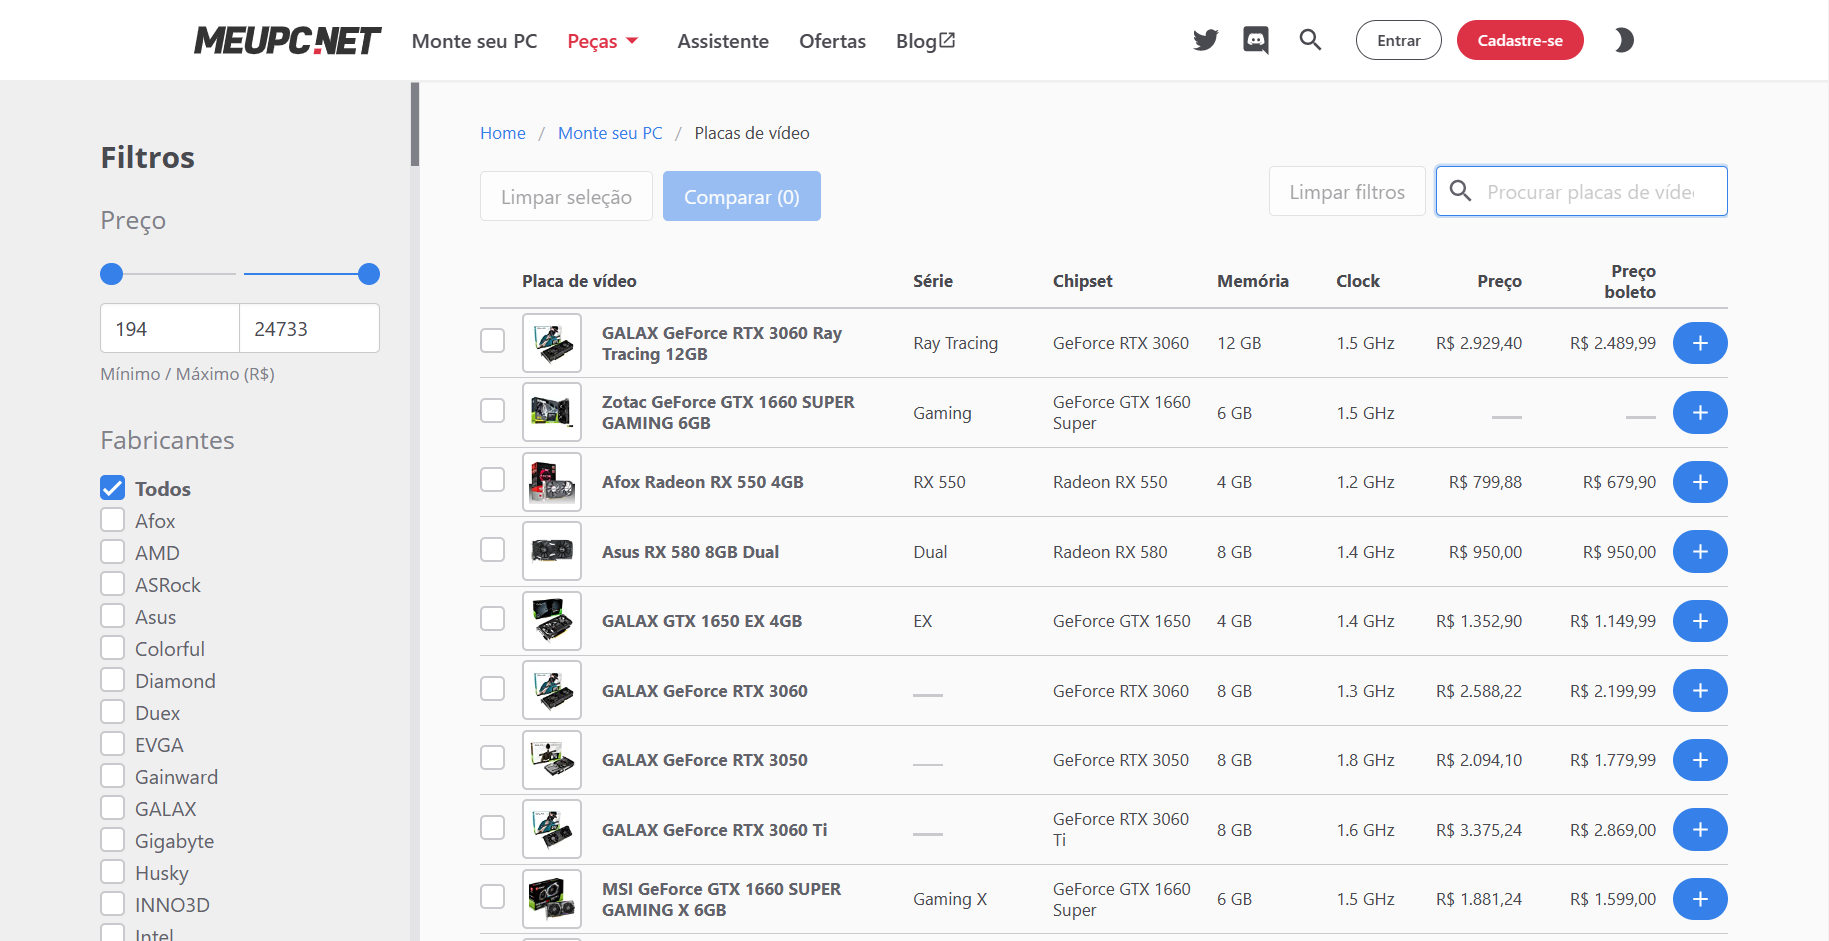 MEUPC.NET
Monte seu PC
Peças
Assistente
Ofertas
Blog
Entrar
Cadastre-se
Filtros
Preço
194
24733
Mínimo / Máximo (R$)
Fabricantes
Todos
Afox
AMD
ASRock
Asus
Colorful
Diamond
Duex
EVGA
Gainward
GALAX
Gigabyte
Husky
INNO3D
Intel
Home / Monte seu PC / Placas de vídeo
Limpar seleção
Comparar (0)
Limpar filtros
Procurar placas de víde
Placa de vídeo
Série
Chipset
Memória
Clock
Preço
Preço
boleto
GALAX GeForce RTX 3060 Ray
Tracing 12GB
Ray Tracing
GeForce RTX 3060
12 GB
1.5 GHz
R$ 2.929,40
R$ 2.489,99
Zotac GeForce GTX 1660 SUPER
GAMING 6GB
Gaming
GeForce GTX 1660
Super
6 GB
1.5 GHz
Afox Radeon RX 550 4GB
RX 550
Radeon RX 550
4 GB
1.2 GHz
R$ 799,88
R$ 679,90
Asus RX 580 8GB Dual
Dual
Radeon RX 580
8 GB
1.4 GHz
R$ 950,00
R$ 950,00
GALAX GTX 1650 EX 4GB
EX
GeForce GTX 1650
4 GB
1.4 GHz
R$ 1.352,90
R$ 1.149,99
GALAX GeForce RTX 3060
GeForce RTX 3060
8 GB
1.3 GHz
R$ 2.588,22
R$ 2.199,99
GALAX GeForce RTX 3050
GeForce RTX 3050
8 GB
1.8 GHz
R$ 2.094,10
R$ 1.779,99
GALAX GeForce RTX 3060 Ti
GeForce RTX 3060
Ti
8 GB
1.6 GHz
R$ 3.375,24
R$ 2.869,00
MSI GeForce GTX 1660 SUPER
GAMING X 6GB
Gaming X
GeForce GTX 1660
Super
6 GB
1.5 GHz
R$ 1.881,24
R$ 1.599,00